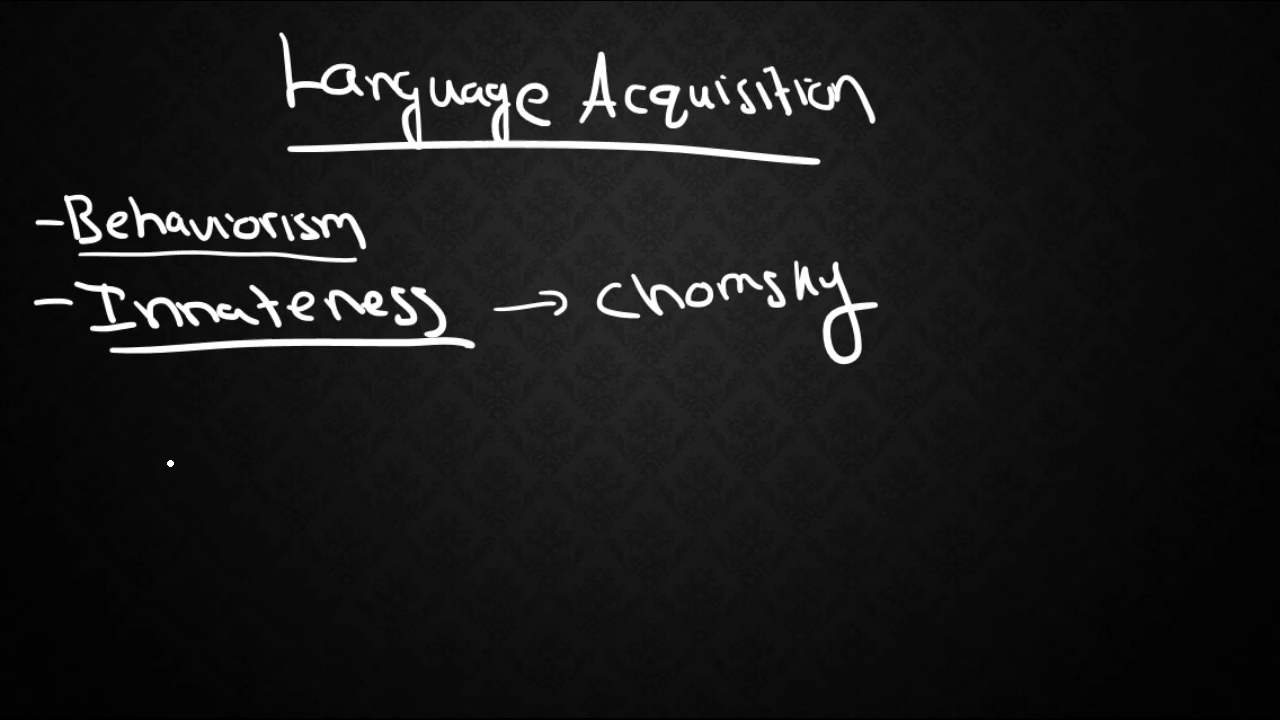 Language Acquisition
- Behaviorism
- Innateness → Chomsky